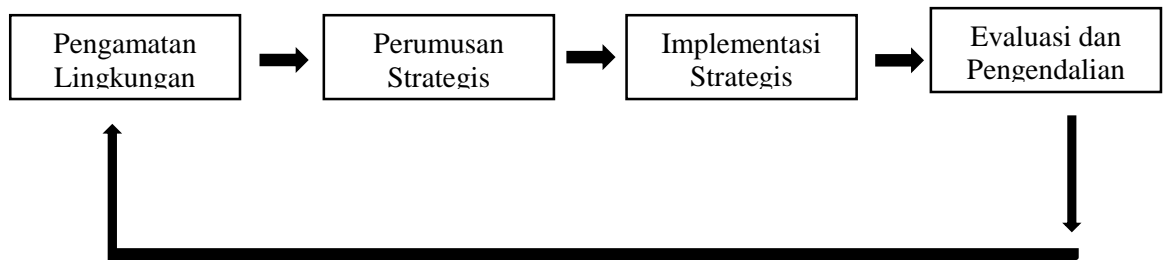 Pengamatan
Lingkungan
Perumusan
Strategis
Implementasi
Strategis
Evaluasi dan
Pengendalian